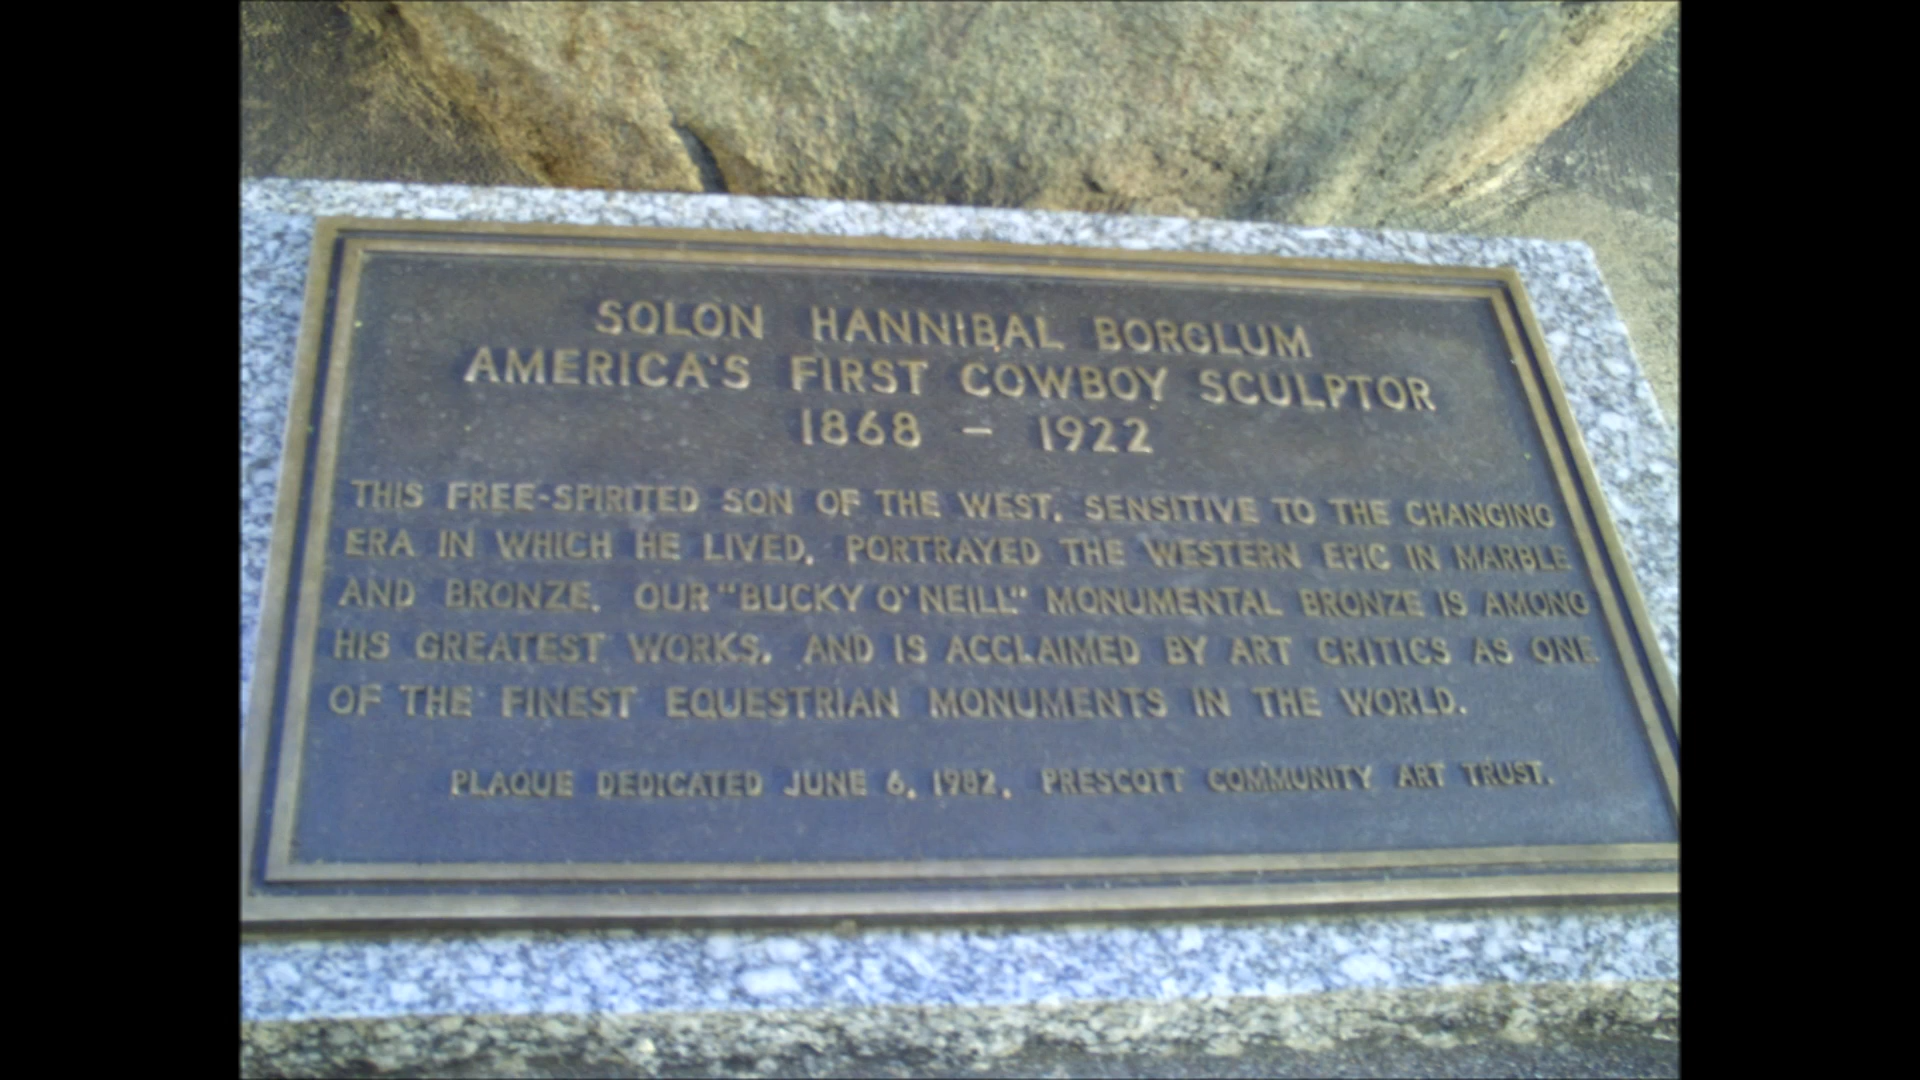 SOLON HANNIBAL BORGLUM
AMERICA'S FIRST COWBOY SCULPTOR
1868 - 1922
THIS FREE-SPIRITED SON OF THE WEST, SENSITIVE TO THE CHANGING
ERA IN WHICH HE LIVED, PORTRAYED THE WESTERN EPIC IN MARBLE
AND BRONZE. OUR "BUCKY O'NEILL" MONUMENTAL BRONZE IS AMONG
HIS GREATEST WORKS, AND IS ACCLAIMED BY ART CRITICS AS ONE
OF THE FINEST EQUESTRIAN MONUMENTS IN THE WORLD.
PLAQUE DEDICATED JUNE 6, 1982, PRESCOTT COMMUNITY ART TRUST.